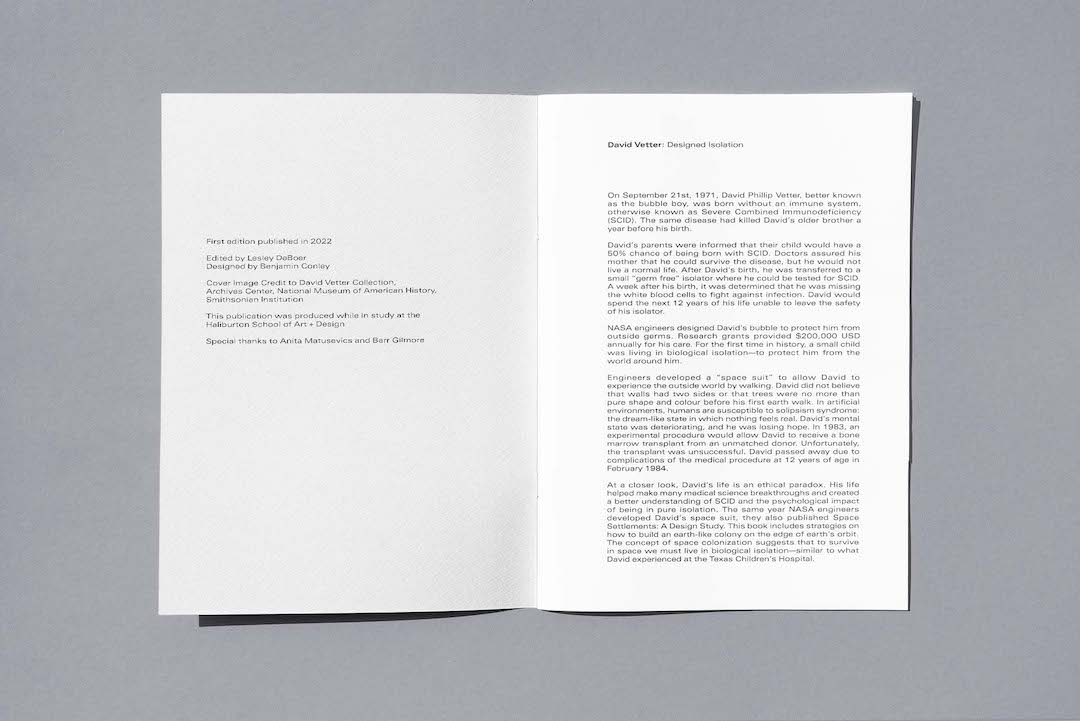 First edition published in 2022
Edited by Lesley DeBoer
Designed by Benjamin Conley
Cover Image Credit to David Vetter Collection,
Archives Center, National Museum of American History,
Smithsonian Institution
This publication was produced while in study at the
Haliburton School of Art + Design
Special thanks to Anita Matusevics and Barr Gilmore
David Vetter: Designed Isolation
On September 21st, 1971, David Phillip Vetter, better known
as the bubble boy, was born without an immune system,
otherwise known as Severe Combined Immunodeficiency
(SCID). The same disease had killed David's older brother a
year before his birth.
David's parents were informed that their child would have a
50% chance of being born with SCID. Doctors assured his
mother that he could survive the disease, but he would not
live a normal life. After David's birth, he was transferred to a
small "germ free" isolator where he could be tested for SCID.
A week after his birth, it was determined that he was missing
the white blood cells to fight against infection. David would
spend the next 12 years of his life unable to leave the safety
of his isolator.
NASA engineers designed David's bubble to protect him from
outside germs. Research grants provided $200,000 USD
annually for his care. For the first time in history, a small child
was living in biological isolation—to protect him from the
world around him.
Engineers developed a "space suit" to allow David to
experience the outside world by walking. David did not believe
that walls had two sides or that trees were no more than
pure shape and colour before his first earth walk. In artificial
environments, humans are susceptible to solipsism syndrome:
the dream-like state in which nothing feels real. David's mental
state was deteriorating, and he was losing hope. In 1983, an
experimental procedure would allow David to receive a bone
marrow transplant from an unmatched donor. Unfortunately,
the transplant was unsuccessful. David passed away due to
complications of the medical procedure at 12 years of age in
February 1984.
At a closer look, David's life is an ethical paradox. His life
helped make many medical science breakthroughs and created
a better understanding of SCID and the psychological impact
of being in pure isolation. The same year NASA engineers
developed David's space suit, they also published Space
Settlements: A Design Study. This book includes strategies on
how to build an earth-like colony on the edge of earth's orbit.
The concept of space colonization suggests that to survive
in space we must live in biological isolation—similar to what
David experienced at the Texas Children's Hospital.